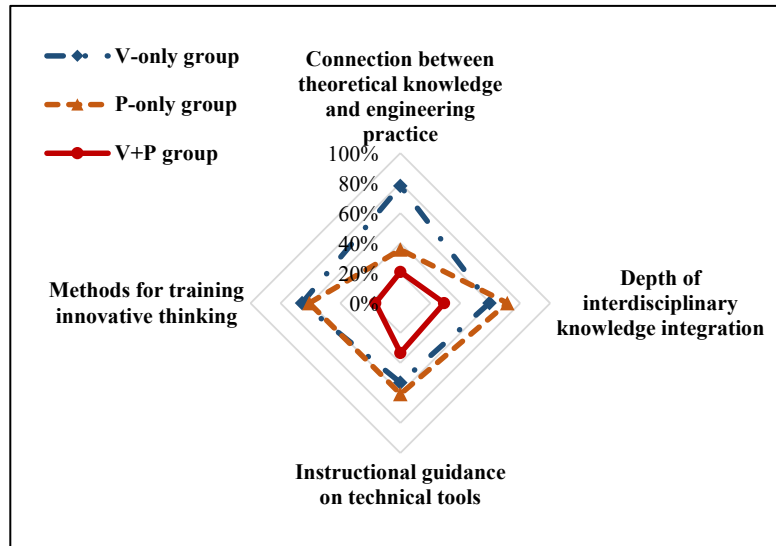 V-only group
P-only group
V+P group
Connection between
theoretical knowledge
and engineering
practice
100%
80%
60%
40%
20%
0%
Methods for training
innovative thinking
Depth of
interdisciplinary
knowledge integration
Instructional guidance
on technical tools